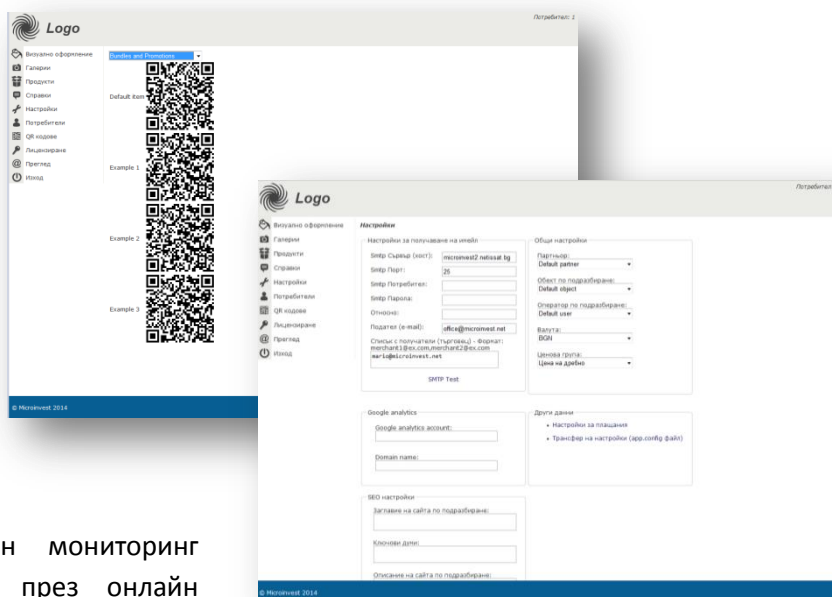 Потребител: 1
Logo
Визуално оформление
Галерии
Продукти
Справки
Настройки
Потребители
QR кодове
Лицензиране
Преглед
Изход
Bundles and Promotions
Default item
Example 1
Example 2
Example 3
© Microinvest 2014
Потребител
Logo
Визуално оформление
Галерии
Продукти
Справки
Настройки
Потребители
QR кодове
Лицензиране
Преглед
Изход
Настройки
Настройки за получаване на имейл
Smtp Сървър (хост):
microinvest2.netissat.bg
Smtp Порт:
26
Smtp Потребител:
Smtp Парола:
Относно:
Подател (e-mail):
office@microinvest.net
Списък с получатели (търговец) - Формат:
merchant1@ex.com,merchant2@ex.com
mario@microinvest.net
SMTP Test
Общи настройки
Партньор:
Default partner
Обект по подразбиране:
Default object
Оператор по подразбиране:
Default user
Валута:
BGN
Ценова група:
Цена на дребно
Google analytics
Google analytics account:
Domain name:
Други данни
Настройки за плащания
Трансфер на настройки (app.config файл)
SEO настройки
Заглавие на сайта по подразбиране:
Ключови думи:
Описание на сайта по подразбиране:
© Microinvest 2014
н мониторинг
през онлайн